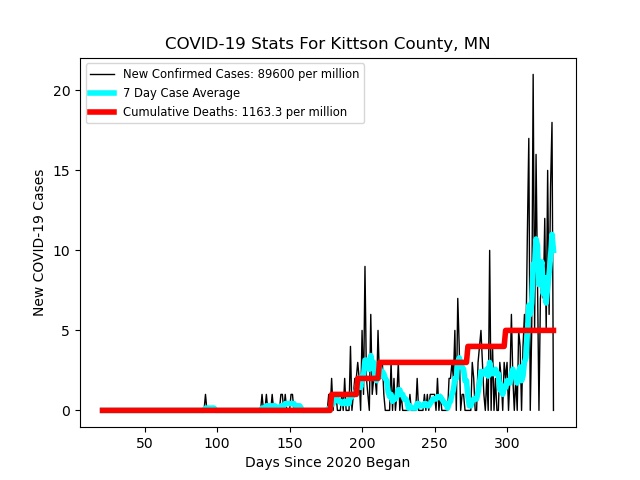 COVID-19 Stats For Kittson County, MN
New Confirmed Cases: 89600 per million
7 Day Case Average
Cumulative Deaths: 1163.3 per million
New COVID-19 Cases
20
15
10
5
0
50 100 150 200 250 300
Days Since 2020 Began